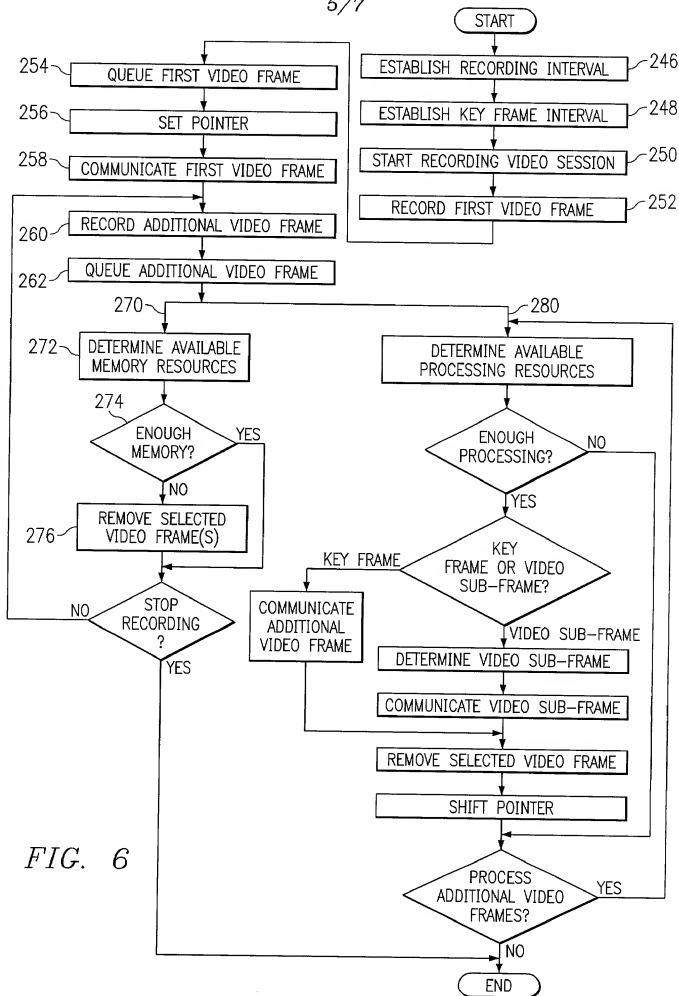 5/7
START
ESTABLISH RECORDING INTERVAL
246
ESTABLISH KEY FRAME INTERVAL
248
START RECORDING VIDEO SESSION
250
RECORD FIRST VIDEO FRAME
252
254
QUEUE FIRST VIDEO FRAME
256
SET POINTER
258
COMMUNICATE FIRST VIDEO FRAME
260
RECORD ADDITIONAL VIDEO FRAME
262
QUEUE ADDITIONAL VIDEO FRAME
270
272
DETERMINE AVAILABLE
MEMORY RESOURCES
274
ENOUGH
MEMORY?
YES
NO
276
REMOVE SELECTED
VIDEO FRAME(S)
NO
STOP
RECORDING
?
YES
280
DETERMINE AVAILABLE
PROCESSING RESOURCES
ENOUGH
PROCESSING?
NO
YES
KEY
FRAME OR VIDEO
SUB-FRAME?
KEY FRAME
COMMUNICATE
ADDITIONAL
VIDEO FRAME
VIDEO SUB-FRAME
DETERMINE VIDEO SUB-FRAME
COMMUNICATE VIDEO SUB-FRAME
REMOVE SELECTED VIDEO FRAME
SHIFT POINTER
PROCESS
ADDITIONAL VIDEO
FRAMES?
YES
NO
END
FIG. 6